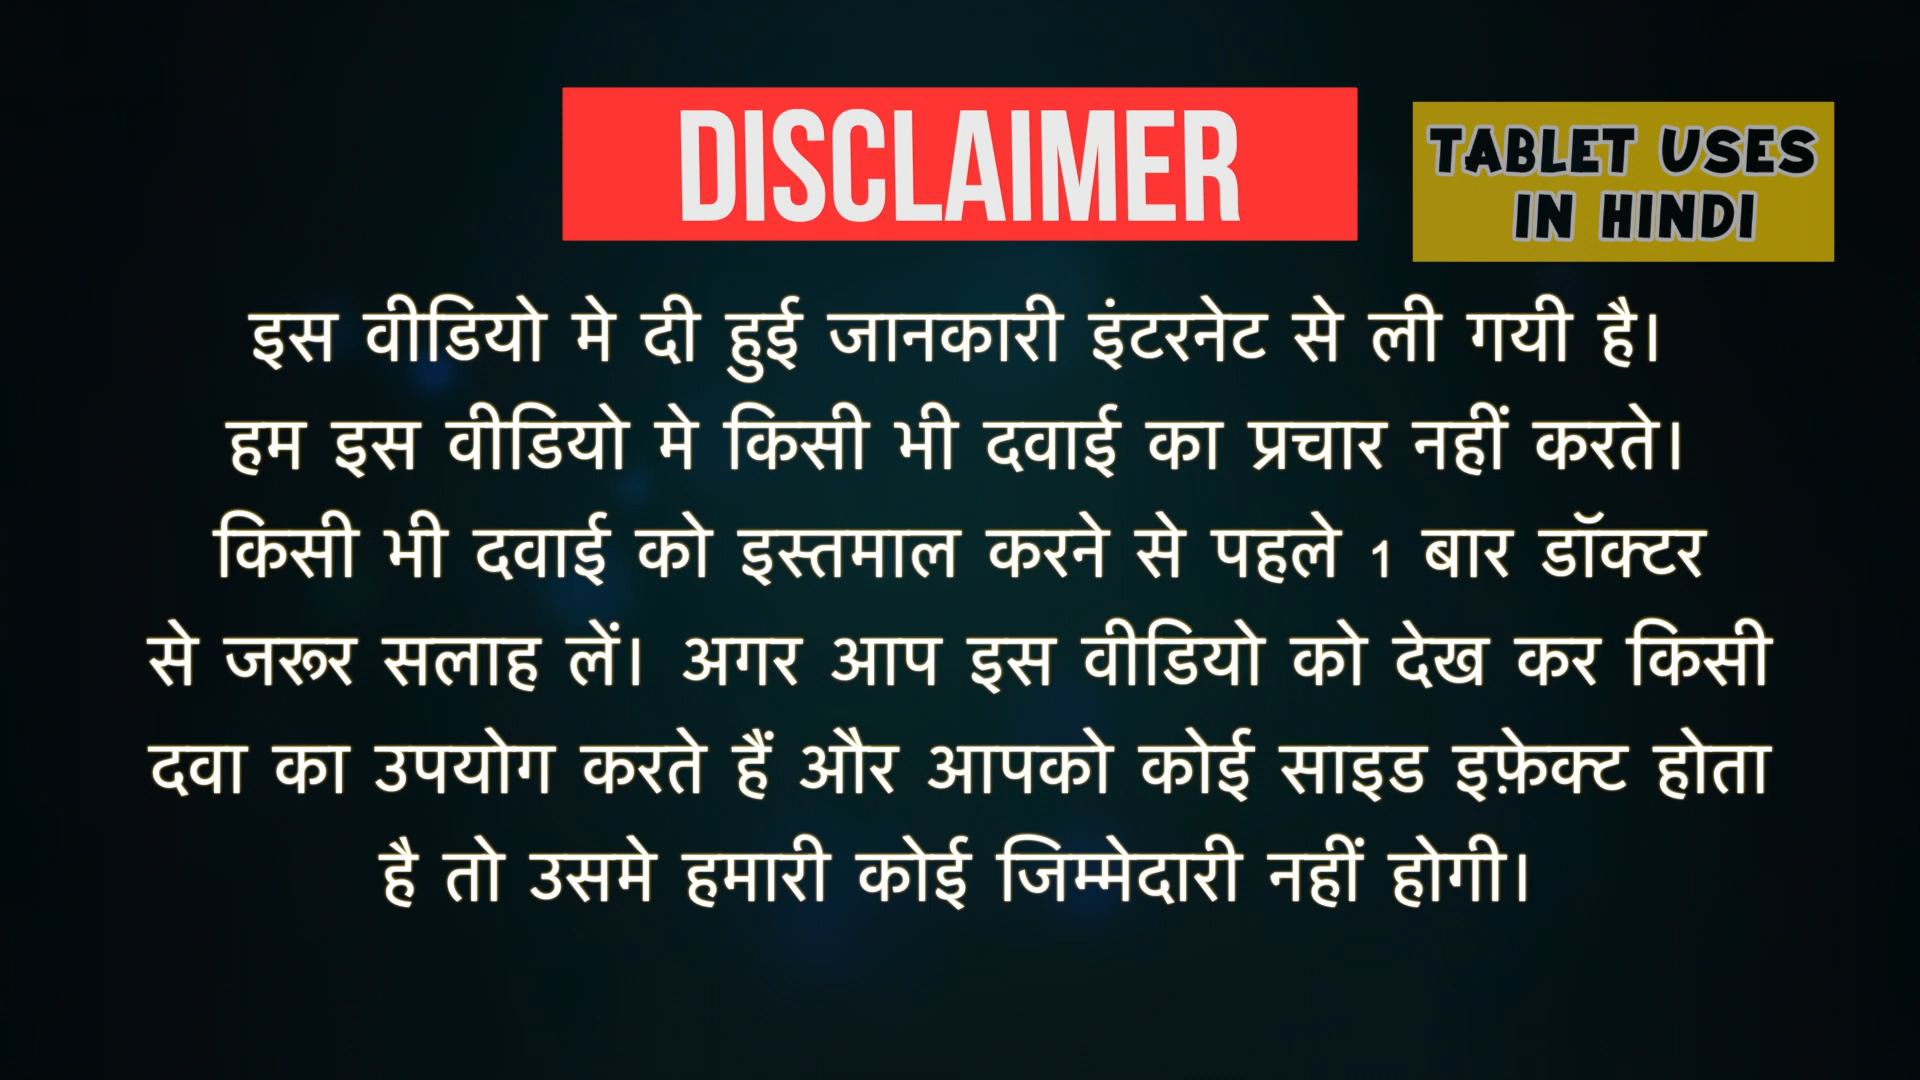 DISCLAIMER
TABLET USES
IN HINDI
इस वीडियो मे दी हुई जानकारी इंटरनेट से ली गयी है।
हम इस वीडियो मे किसी भी दवाई का प्रचार नहीं करते।
किसी भी दवाई को इस्तमाल करने से पहले 1 बार डॉक्टर
से जरूर सलाह लें। अगर आप इस वीडियो को देख कर किसी
दवा का उपयोग करते हैं और आपको कोई साइड इफ़ेक्ट होता
है तो उसमे हमारी कोई जिम्मेदारी नहीं होगी।